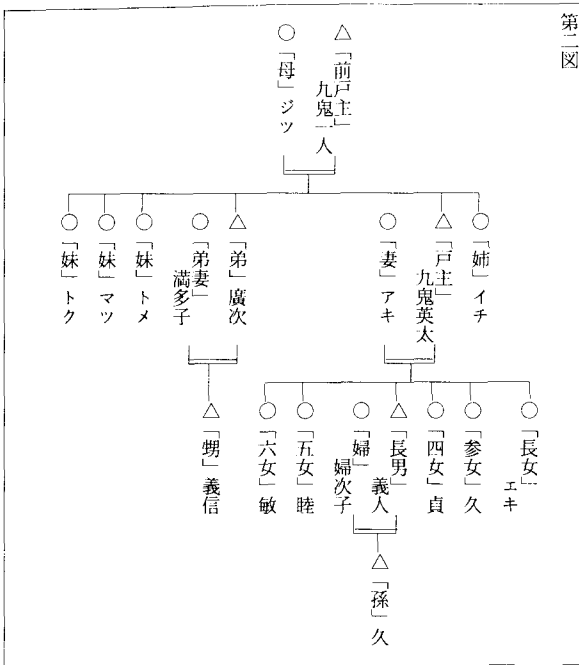 第二図
△「前戸主」
九鬼一人
○「母」ジツ
○「姉」イチ
△「戸主」
九鬼英太
○「妻」アキ
△「弟」廣次
○「弟妻」
満多子
○「妹」トメ
○「妹」マツ
○「妹」トク
○「長女」
エキ
○「参女」久
○「四女」貞
△「長男」
義人
○「婦」
婦次子
○「五女」睦
○「六女」敏
△「甥」義信
△「孫」久